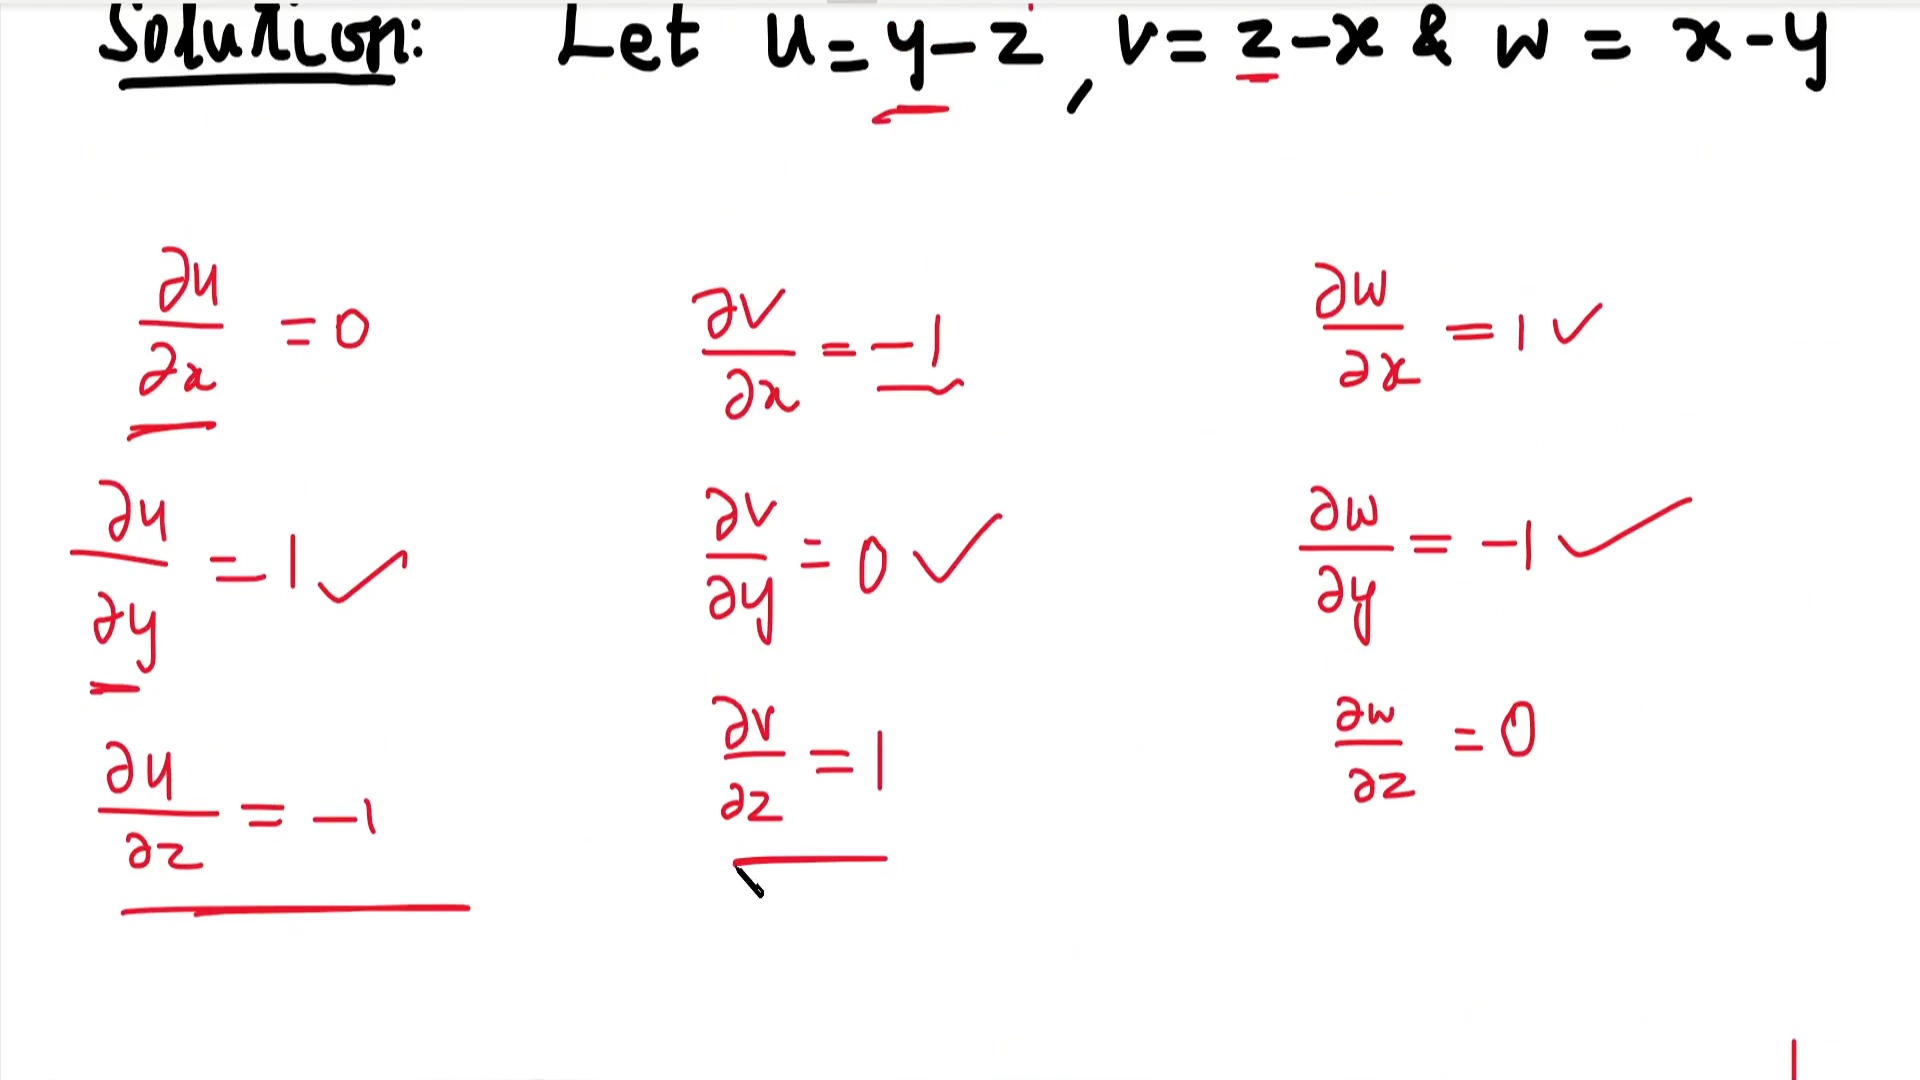 Solution: Let u = y - z, v = z - x & w = x - y
∂u/∂x = 0 ∂v/∂x = -1 ∂w/∂x = 1 ✓
∂u/∂y = 1 ✓ ∂v/∂y = 0 ✓ ∂w/∂y = -1 ✓
∂u/∂z = -1 ∂v/∂z = 1 ∂w/∂z = 0